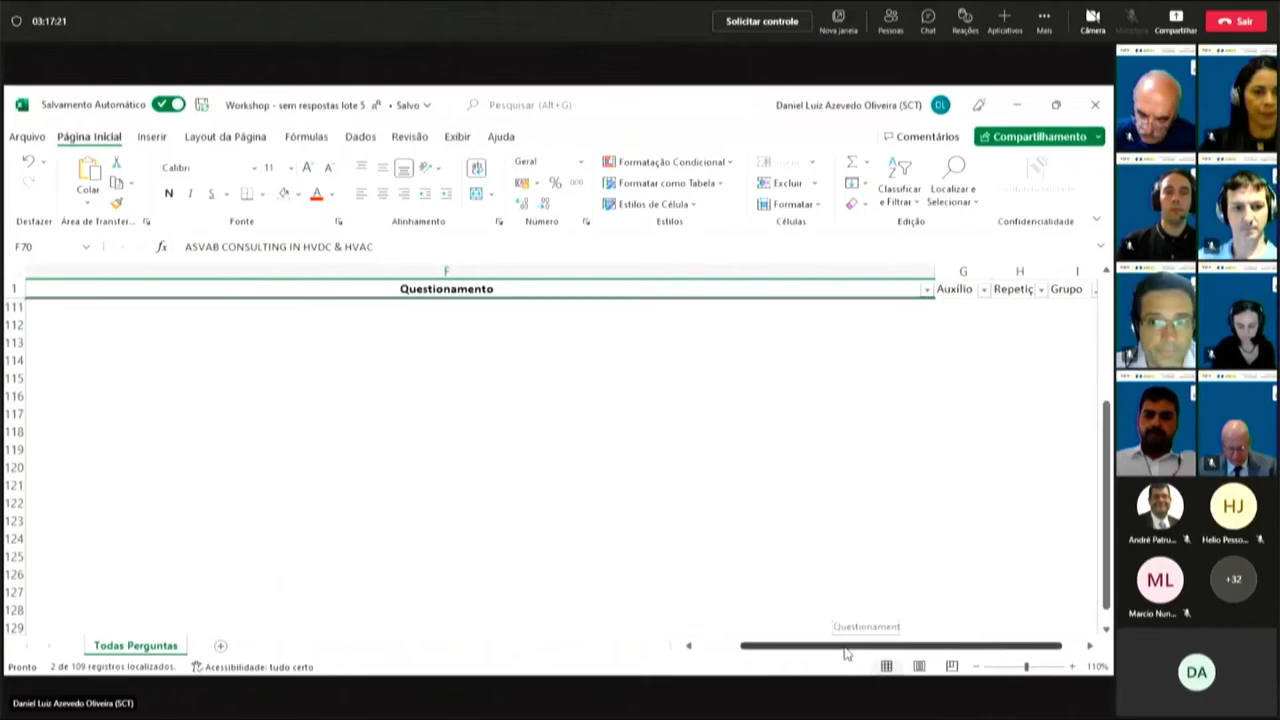 03:17:21
Solicitar controle
Nova janela
Pessoas
Chat
Reações
Aplicativos
Mais
Câmera
Compartilhar
Sair
Salvamento Automático
Workshop - sem respostas lote 5
• Salvo
Pesquisar (Alt+G)
Daniel Luiz Azevedo Oliveira (SCT)
DL
Arquivo
Página Inicial
Inserir
Layout da Página
Fórmulas
Dados
Revisão
Exibir
Ajuda
Comentários
Compartilhamento
Colar
Calibri
11
N
I
S
Geral
%
000
Formatação Condicional
Formatar como Tabela
Estilos de Célula
Excluir
Formatar
Classificar
e Filtrar
Localizar e
Selecionar
Desfazer
Área de Transfer...
Fonte
Alinhamento
Número
Estilos
Células
Edição
Confidencialidade
F70
fx
ASVAB CONSULTING IN HVDC & HVAC
F
G
H
I
1
Questionamento
Auxílio
Repetiç
Grupo
111
112
113
114
115
116
117
118
119
120
121
122
123
124
125
126
127
128
129
Questionament
Todas Perguntas
Pronto
2 de 109 registros localizados.
Acessibilidade: tudo certo
110%
Daniel Luiz Azevedo Oliveira (SCT)
HJ
André Patru...
Helio Pesso...
ML
+32
Marcio Nun...
DA